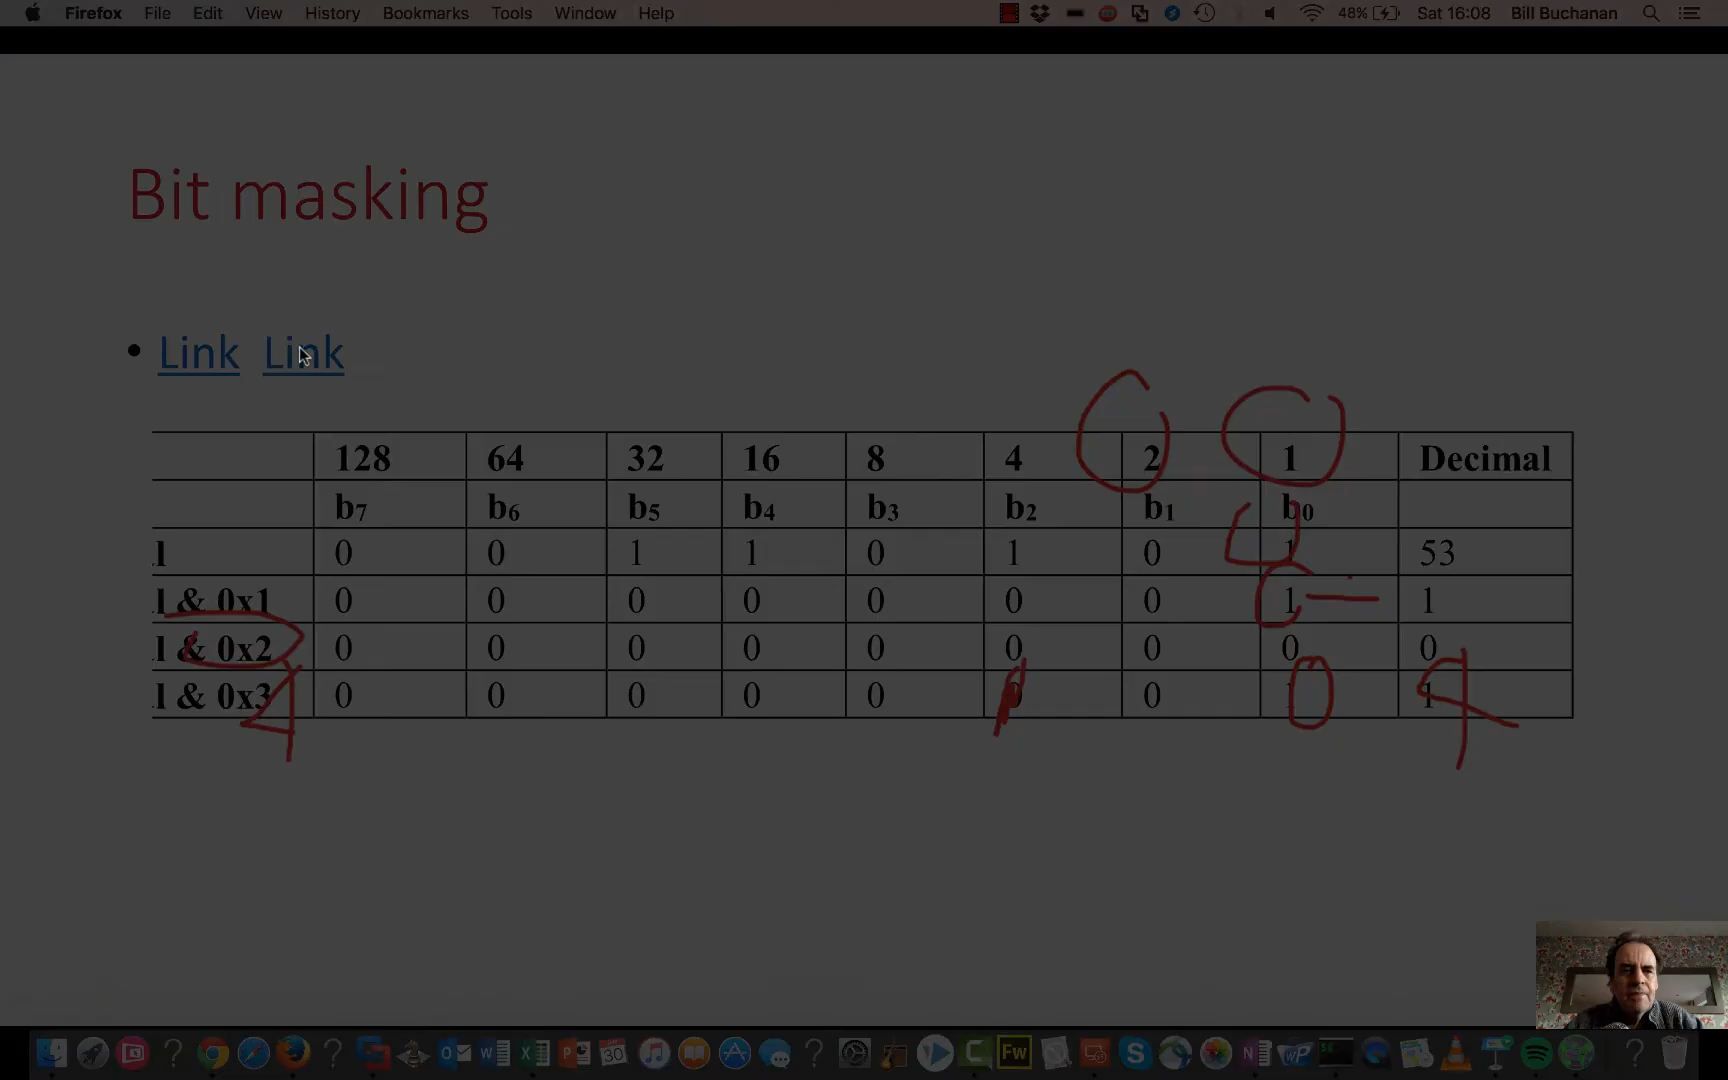 Firefox File Edit View History Bookmarks Tools Window Help 48% Sat 16:08 Bill Buchanan
Bit masking
• Link Link
128 64 32 16 8 4 2 1 Decimal
b7 b6 b5 b4 b3 b2 b1 b0
l 0 0 1 1 0 1 0 1 53
l & 0x1 0 0 0 0 0 0 0 1 1
l & 0x2 0 0 0 0 0 0 0 0 0
l & 0x3 0 0 0 0 0 0 0 1 1
4 1 0 4
Fw